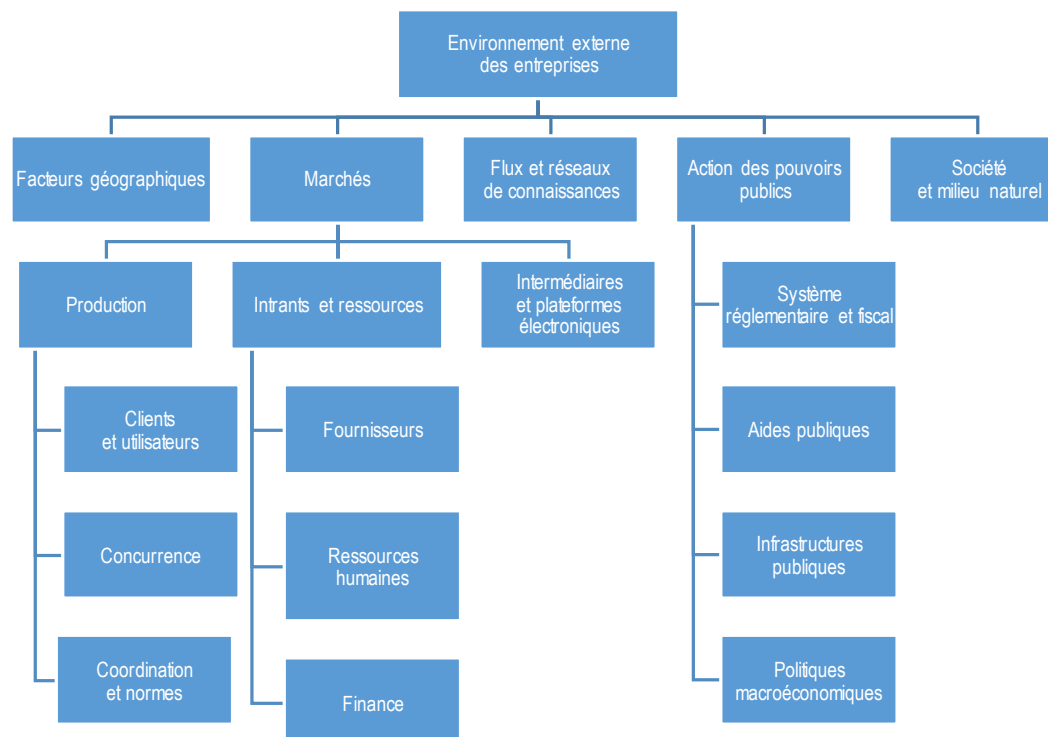 Environnement externe
des entreprises
Facteurs géographiques
Marchés
Flux et réseaux
de connaissances
Action des pouvoirs
publics
Société
et milieu naturel
Production
Intrants et ressources
Intermédiaires
et plateformes
électroniques
Système
réglementaire et fiscal
Clients
et utilisateurs
Fournisseurs
Aides publiques
Concurrence
Ressources
humaines
Infrastructures
publiques
Coordination
et normes
Finance
Politiques
macroéconomiques